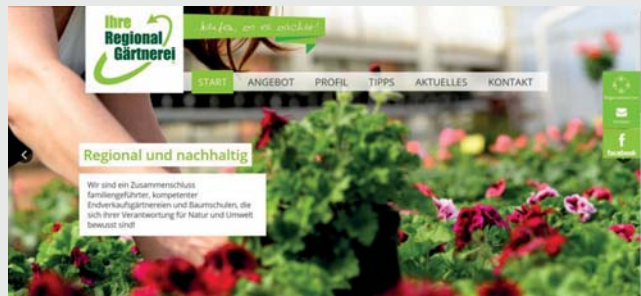 Ihre
Regional
Gärtnerei
kaufen, wo es wächst!
START ANGEBOT PROFIL TIPPS AKTUELLES KONTAKT
Regional und nachhaltig
Wir sind ein Zusammenschluss
familiengeführter, kompetenter
Endverkaufsgärtnereien und Baumschulen, die
sich ihrer Verantwortung für Natur und Umwelt
bewusst sind!
facebook